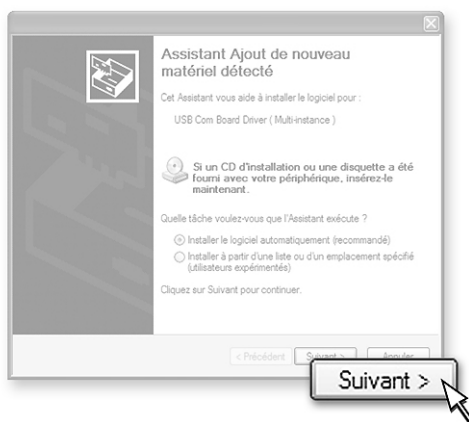 Assistant Ajout de nouveau
matériel détecté
Cet Assistant vous aide à installer le logiciel pour :
USB Com Board Driver ( Multi-instance )
Si un CD d'installation ou une disquette a été
fourni avec votre périphérique, insérez-le
maintenant.
Quelle tâche voulez-vous que l'Assistant exécute ?
Installer le logiciel automatiquement (recommandé)
Installer à partir d'une liste ou d'un emplacement spécifié
(utilisateurs expérimentés)
Cliquez sur Suivant pour continuer.
< Précédent Suivant > Annuler
Suivant >